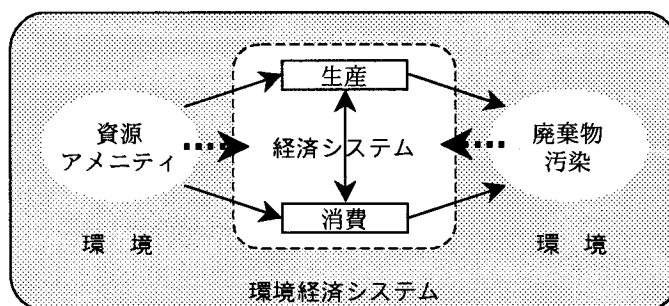 生産
資源
アメニティ
経済システム
廃棄物
汚染
消費
環 境
環 境
環境経済システム